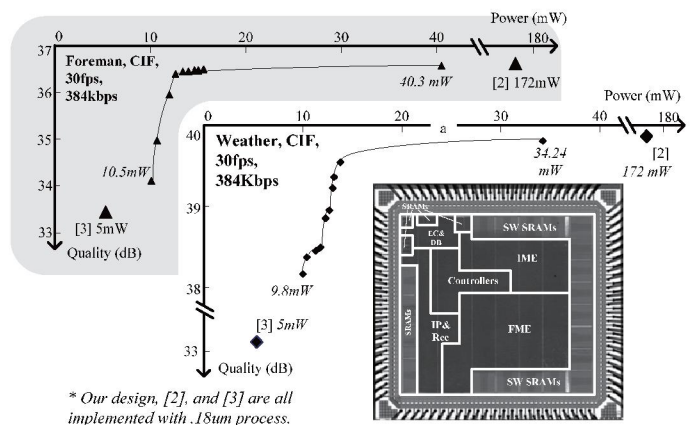 Power (mW)
37
0
10
20
30
40
180
Foreman, CIF,
30fps,
384kbps
36
40.3 mW
[2] 172mW
35
10.5mW
34
[3] 5mW
33
Quality (dB)
Power (mW)
40
0
20
a
30
40
180
Weather, CIF,
30fps,
384Kbps
34.24
mW
[2]
172 mW
39
38
9.8mW
[3] 5mW
33
Quality (dB)
SRAMs
EC&
DB
SW SRAMs
IME
Controllers
SRAMs
IP&
Rec
FME
SW SRAMs
* Our design, [2], and [3] are all
implemented with .18um process.